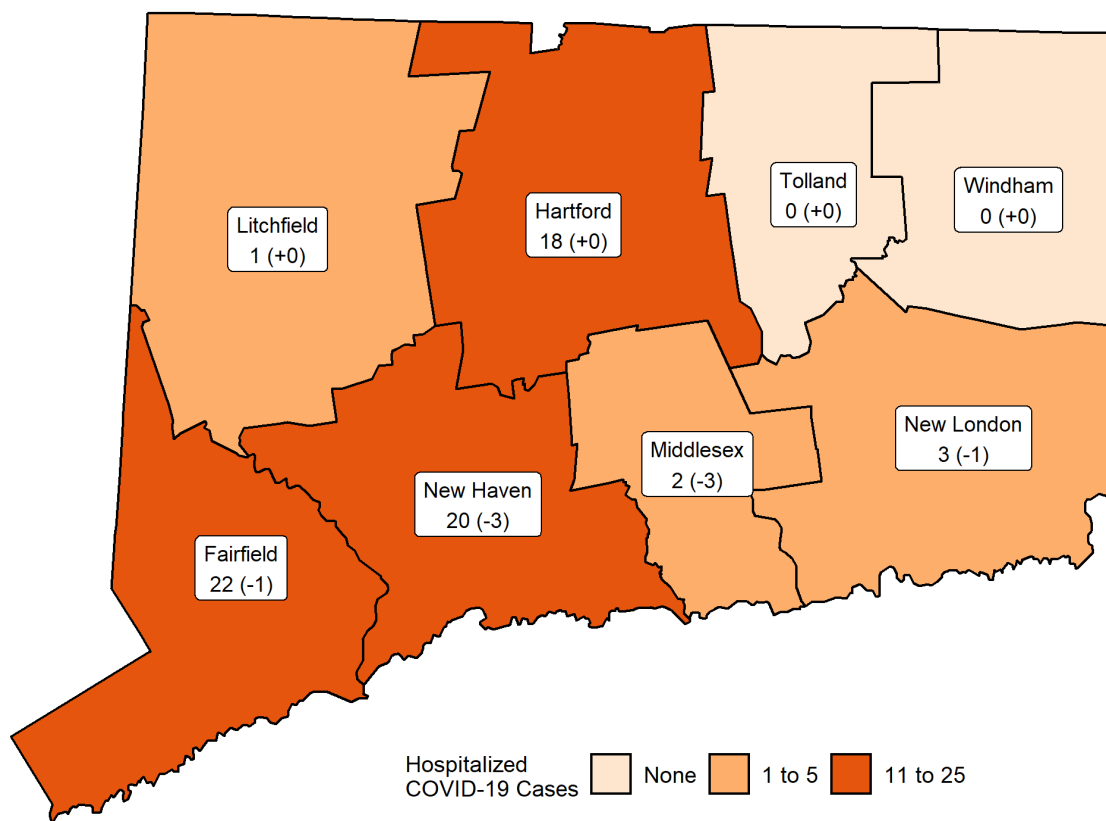 Tolland
0 (+0)
Windham
0 (+0)
Hartford
18 (+0)
Litchfield
1 (+0)
New London
3 (-1)
Middlesex
2 (-3)
New Haven
20 (-3)
Fairfield
22 (-1)
Hospitalized
COVID-19 Cases
None
1 to 5
11 to 25